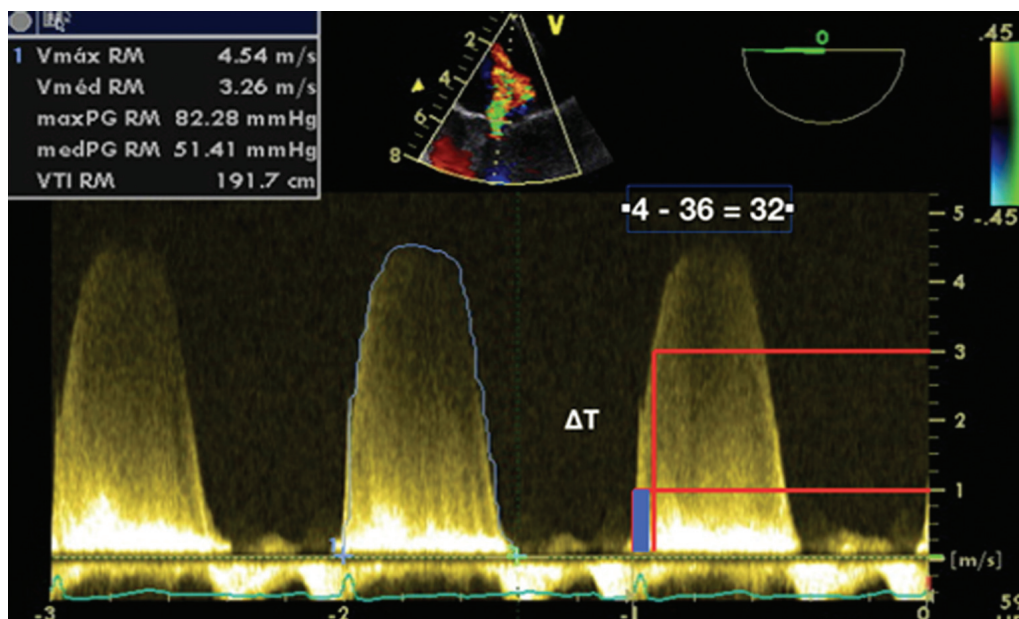 1 Vmáx RM 4.54 m/s
Vméd RM 3.26 m/s
maxPG RM 82.28 mmHg
medPG RM 51.41 mmHg
VTI RM 191.7 cm
V
0
.45
-.45
2
4
6
8
4 - 36 = 32
5
4
3
2
1
[m/s]
ΔT
1
-3
-2
-1
0
59